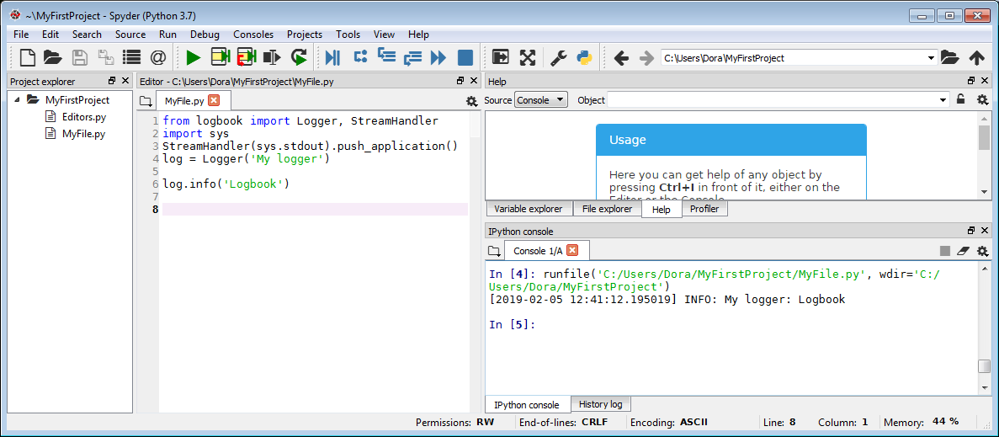 ~\MyFirstProject - Spyder (Python 3.7)
File Edit Search Source Run Debug Consoles Projects Tools View Help
C:\Users\Dora\MyFirstProject
Project explorer
MyFirstProject
Editors.py
MyFile.py
Editor - C:\Users\Dora\MyFirstProject\MyFile.py
MyFile.py
1 from logbook import Logger, StreamHandler
2 import sys
3 StreamHandler(sys.stdout).push_application()
4 log = Logger('My logger')
5
6 log.info('Logbook')
7
8
Help
Source Console Object
Usage
Here you can get help of any object by
pressing Ctrl+I in front of it, either on the
Editor or the Console.
Variable explorer File explorer Help Profiler
IPython console
Console 1/A
In [4]: runfile('C:/Users/Dora/MyFirstProject/MyFile.py', wdir='C:/
Users/Dora/MyFirstProject')
[2019-02-05 12:41:12.195019] INFO: My logger: Logbook
In [5]:
IPython console History log
Permissions: RW End-of-lines: CRLF Encoding: ASCII Line: 8 Column: 1 Memory: 44 %